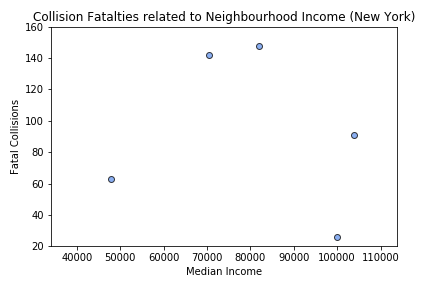 Collision Fatalties related to Neighbourhood Income (New York)
160
140
120
100
80
60
40
20
Fatal Collisions
40000 50000 60000 70000 80000 90000 100000 110000
Median Income